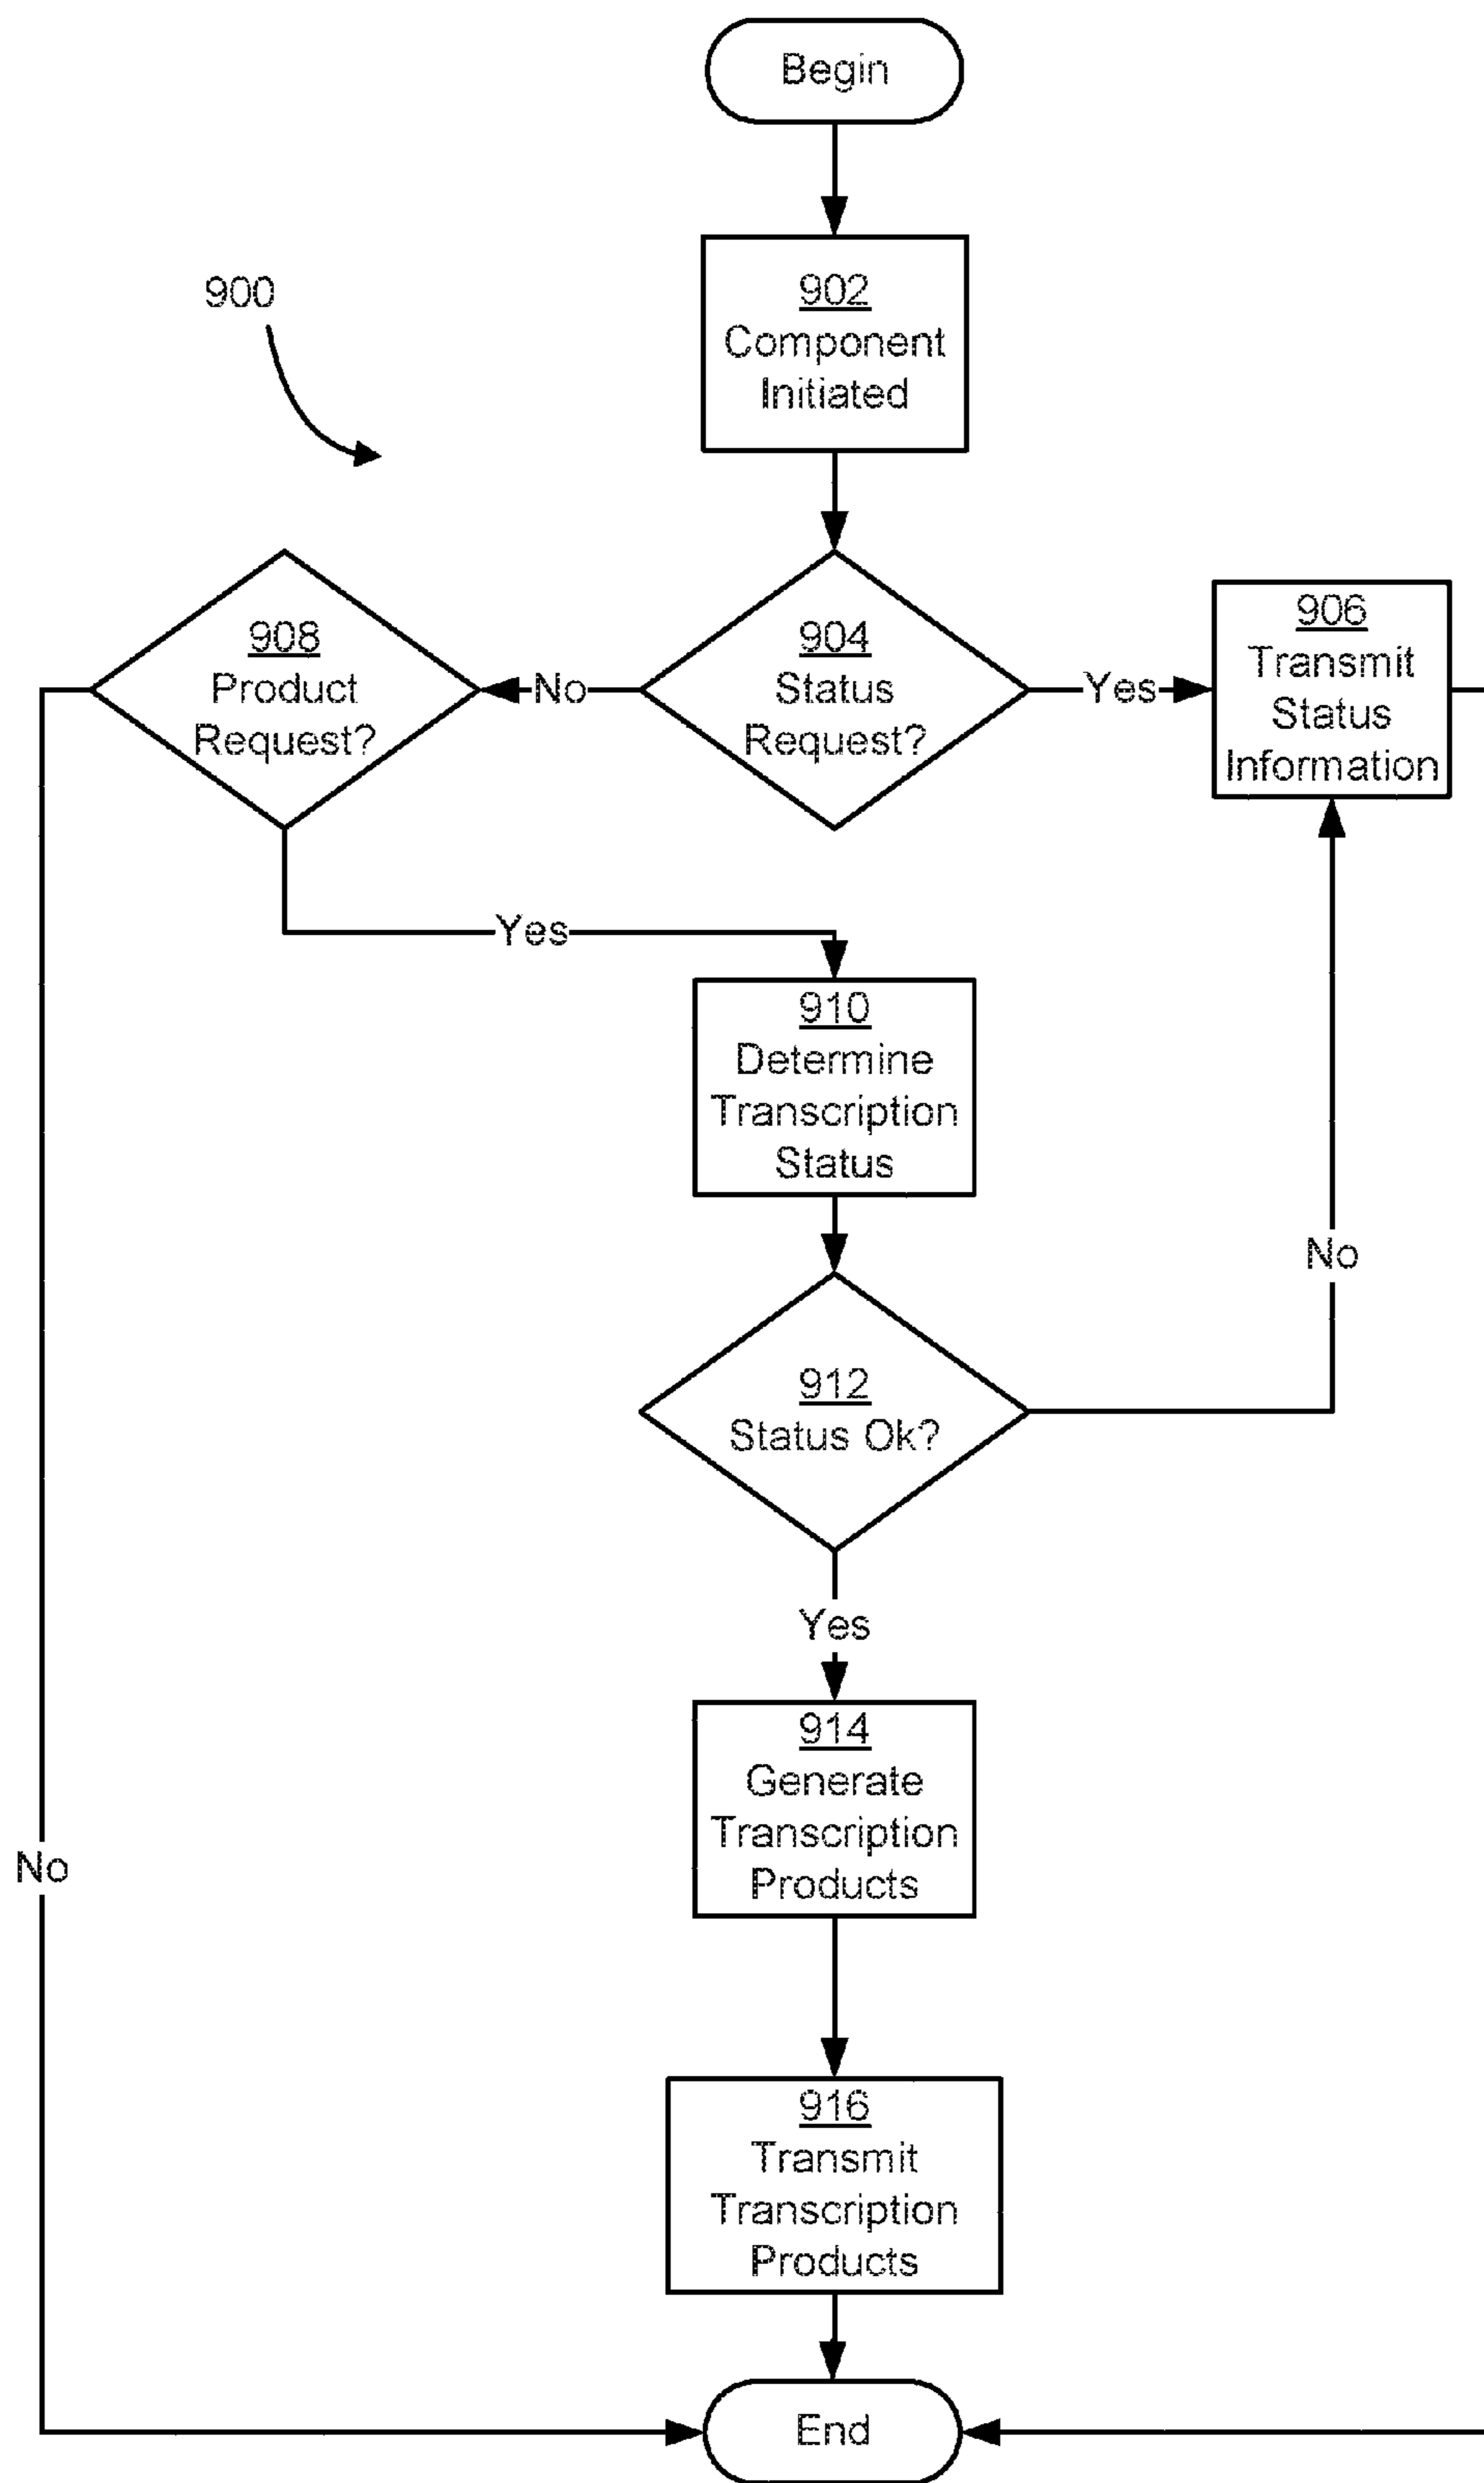 Begin
900
902
Component
Initiated
908
Product
Request?
No
904
Status
Request?
Yes
906
Transmit
Status
Information
Yes
910
Determine
Transcription
Status
No
912
Status Ok?
Yes
914
Generate
Transcription
Products
No
916
Transmit
Transcription
Products
End